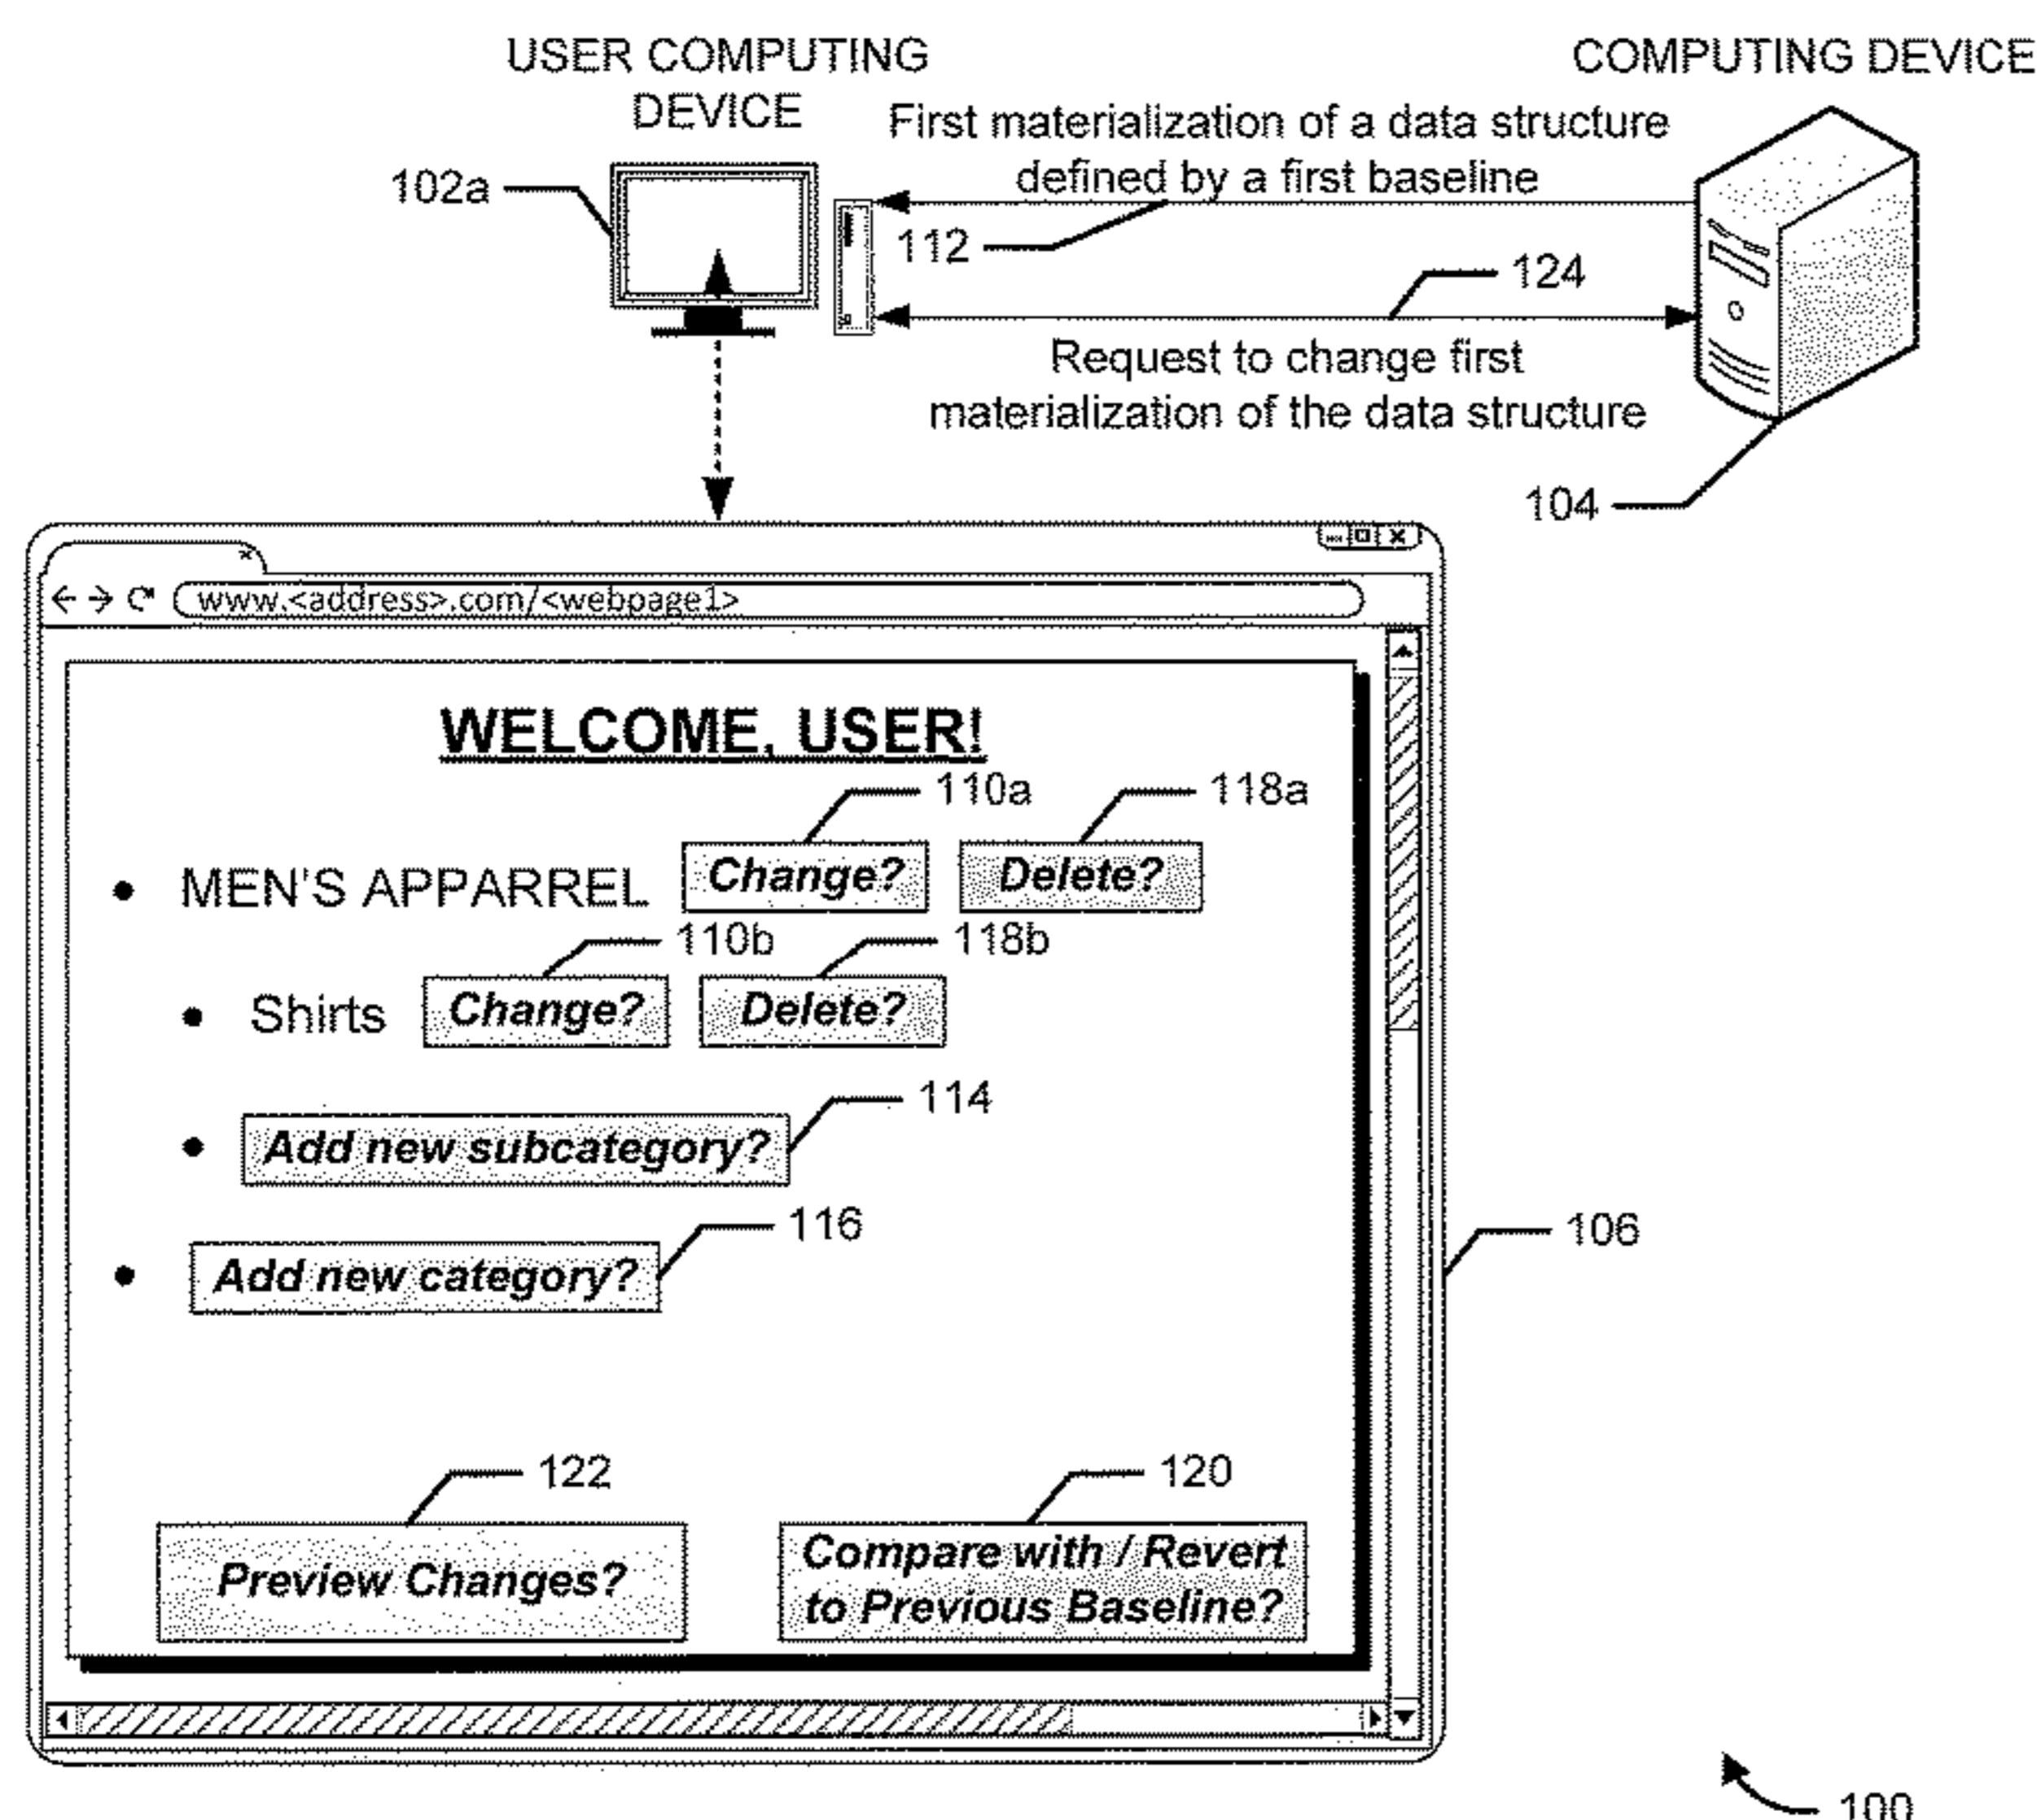 USER COMPUTING
DEVICE
COMPUTING DEVICE
First materialization of a data structure
defined by a first baseline
102a
112
124
Request to change first
materialization of the data structure
104
www.<address>.com/<webpage1>
WELCOME, USER!
110a
118a
• MEN'S APPARREL Change? Delete?
110b
118b
• Shirts Change? Delete?
114
• Add new subcategory?
116
106
• Add new category?
122
120
Preview Changes?
Compare with / Revert
to Previous Baseline?
100